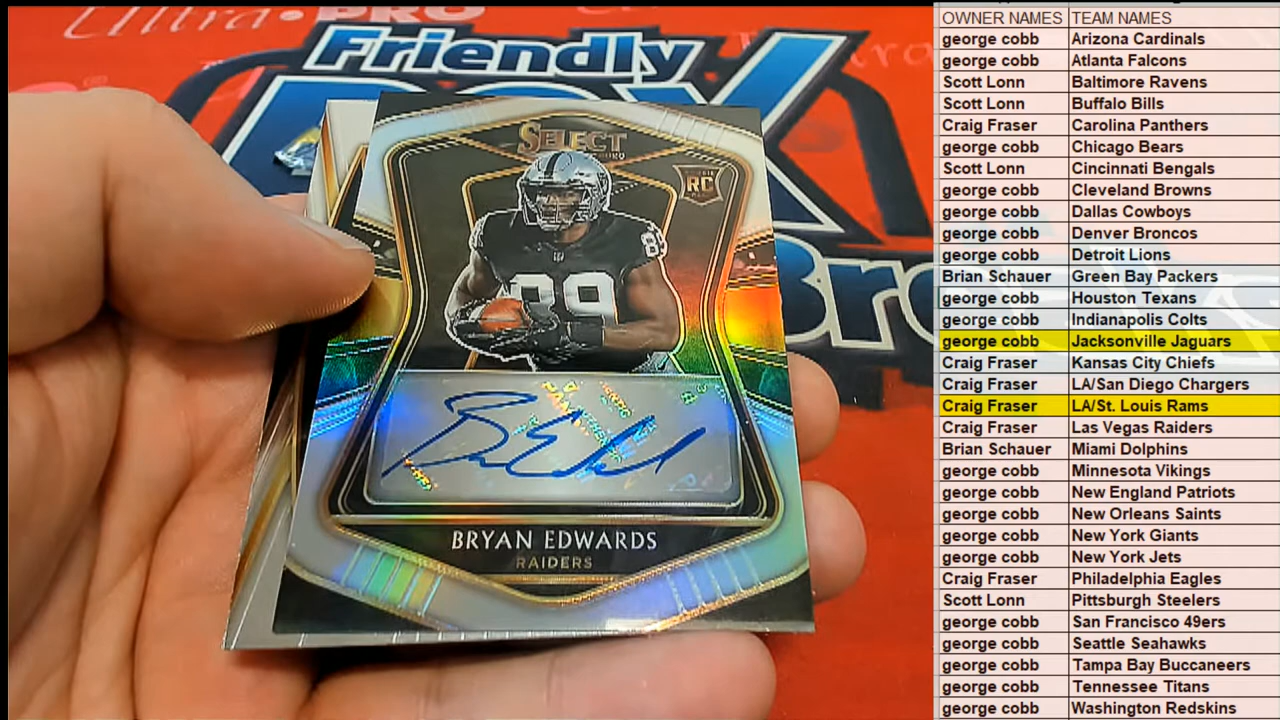 Ultra•PRO
Friendly
BOX
Bre
SELECT
RC
89
89
BRYAN EDWARDS
RAIDERS
OWNER NAMES TEAM NAMES
george cobb Arizona Cardinals
george cobb Atlanta Falcons
Scott Lonn Baltimore Ravens
Scott Lonn Buffalo Bills
Craig Fraser Carolina Panthers
george cobb Chicago Bears
Scott Lonn Cincinnati Bengals
george cobb Cleveland Browns
george cobb Dallas Cowboys
george cobb Denver Broncos
george cobb Detroit Lions
Brian Schauer Green Bay Packers
george cobb Houston Texans
george cobb Indianapolis Colts
george cobb Jacksonville Jaguars
Craig Fraser Kansas City Chiefs
Craig Fraser LA/San Diego Chargers
Craig Fraser LA/St. Louis Rams
Craig Fraser Las Vegas Raiders
Brian Schauer Miami Dolphins
george cobb Minnesota Vikings
george cobb New England Patriots
george cobb New Orleans Saints
george cobb New York Giants
george cobb New York Jets
Craig Fraser Philadelphia Eagles
Scott Lonn Pittsburgh Steelers
george cobb San Francisco 49ers
george cobb Seattle Seahawks
george cobb Tampa Bay Buccaneers
george cobb Tennessee Titans
george cobb Washington Redskins